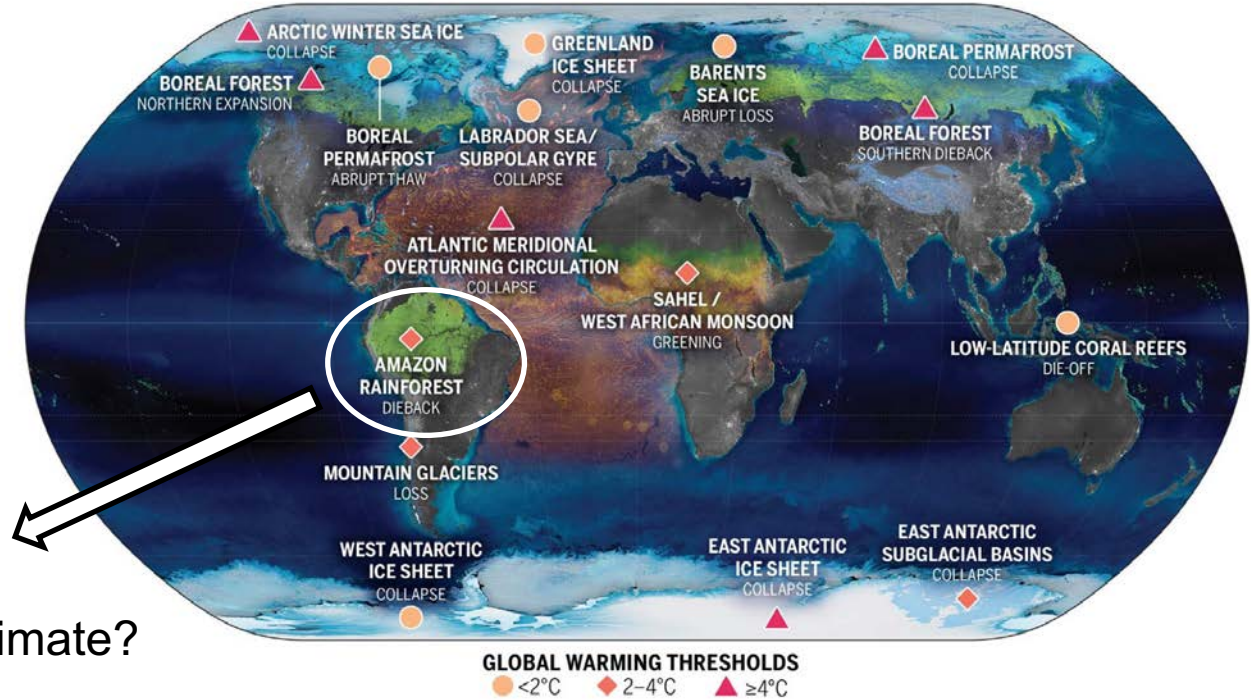 ARCTIC WINTER SEA ICE
COLLAPSE
BOREAL FOREST
NORTHERN EXPANSION
BOREAL
PERMAFROST
ABRUPT THAW
GREENLAND
ICE SHEET
COLLAPSE
LABRADOR SEA/
SUBPOLAR GYRE
COLLAPSE
BARENTS
SEA ICE
ABRUPT LOSS
BOREAL PERMAFROST
COLLAPSE
BOREAL FOREST
SOUTHERN DIEBACK
ATLANTIC MERIDIONAL
OVERTURNING CIRCULATION
COLLAPSE
SAHEL /
WEST AFRICAN MONSOON
GREENING
LOW-LATITUDE CORAL REEFS
DIE-OFF
AMAZON
RAINFOREST
DIEBACK
MOUNTAIN GLACIERS
LOSS
WEST ANTARCTIC
ICE SHEET
COLLAPSE
EAST ANTARCTIC
ICE SHEET
COLLAPSE
EAST ANTARCTIC
SUBGLACIAL BASINS
COLLAPSE
imate?
GLOBAL WARMING THRESHOLDS
<2°C 2–4°C ≥4°C